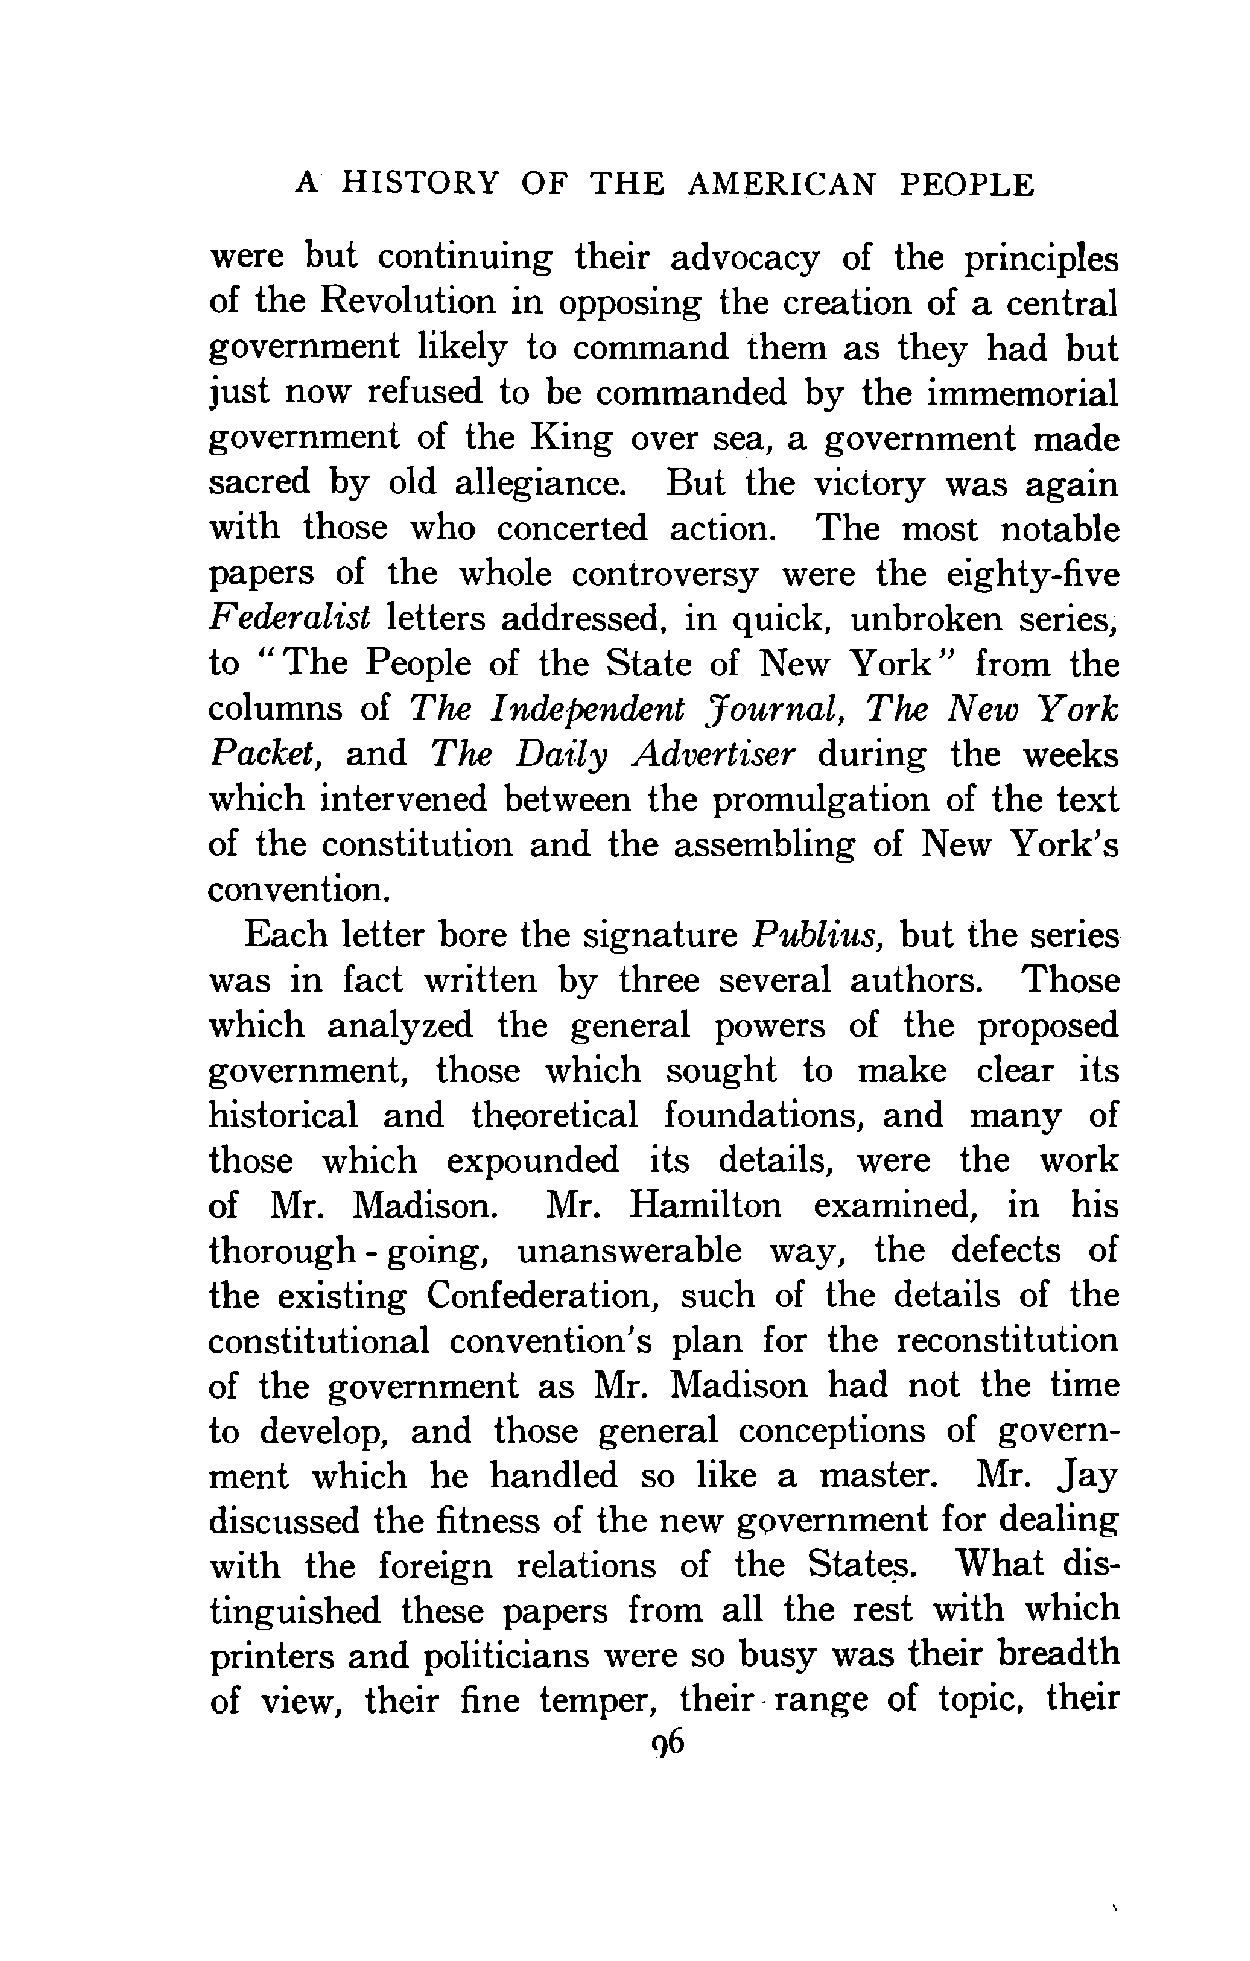 A HISTORY OF THE AMERICAN PEOPLE
were but continuing their advocacy of the principles
of the Revolution in opposing the creation of a central
government likely to command them as they had but
just now refused to be commanded by the immemorial
government of the King over sea, a government made
sacred by old allegiance. But the victory was again
with those who concerted action. The most notable
papers of the whole controversy were the eighty-five
Federalist letters addressed, in quick, unbroken series,
to "The People of the State of New York" from the
columns of The Independent Journal, The New York
Packet, and The Daily Advertiser during the weeks
which intervened between the promulgation of the text
of the constitution and the assembling of New York's
convention.
Each letter bore the signature Publius, but the series
was in fact written by three several authors. Those
which analyzed the general powers of the proposed
government, those which sought to make clear its
historical and theoretical foundations, and many of
those which expounded its details, were the work
of Mr. Madison. Mr. Hamilton examined, in his
thorough-going, unanswerable way, the defects of
the existing Confederation, such of the details of the
constitutional convention's plan for the reconstitution
of the government as Mr. Madison had not the time
to develop, and those general conceptions of govern-
ment which he handled so like a master. Mr. Jay
discussed the fitness of the new government for dealing
with the foreign relations of the States. What dis-
tinguished these papers from all the rest with which
printers and politicians were so busy was their breadth
of view, their fine temper, their range of topic, their
96